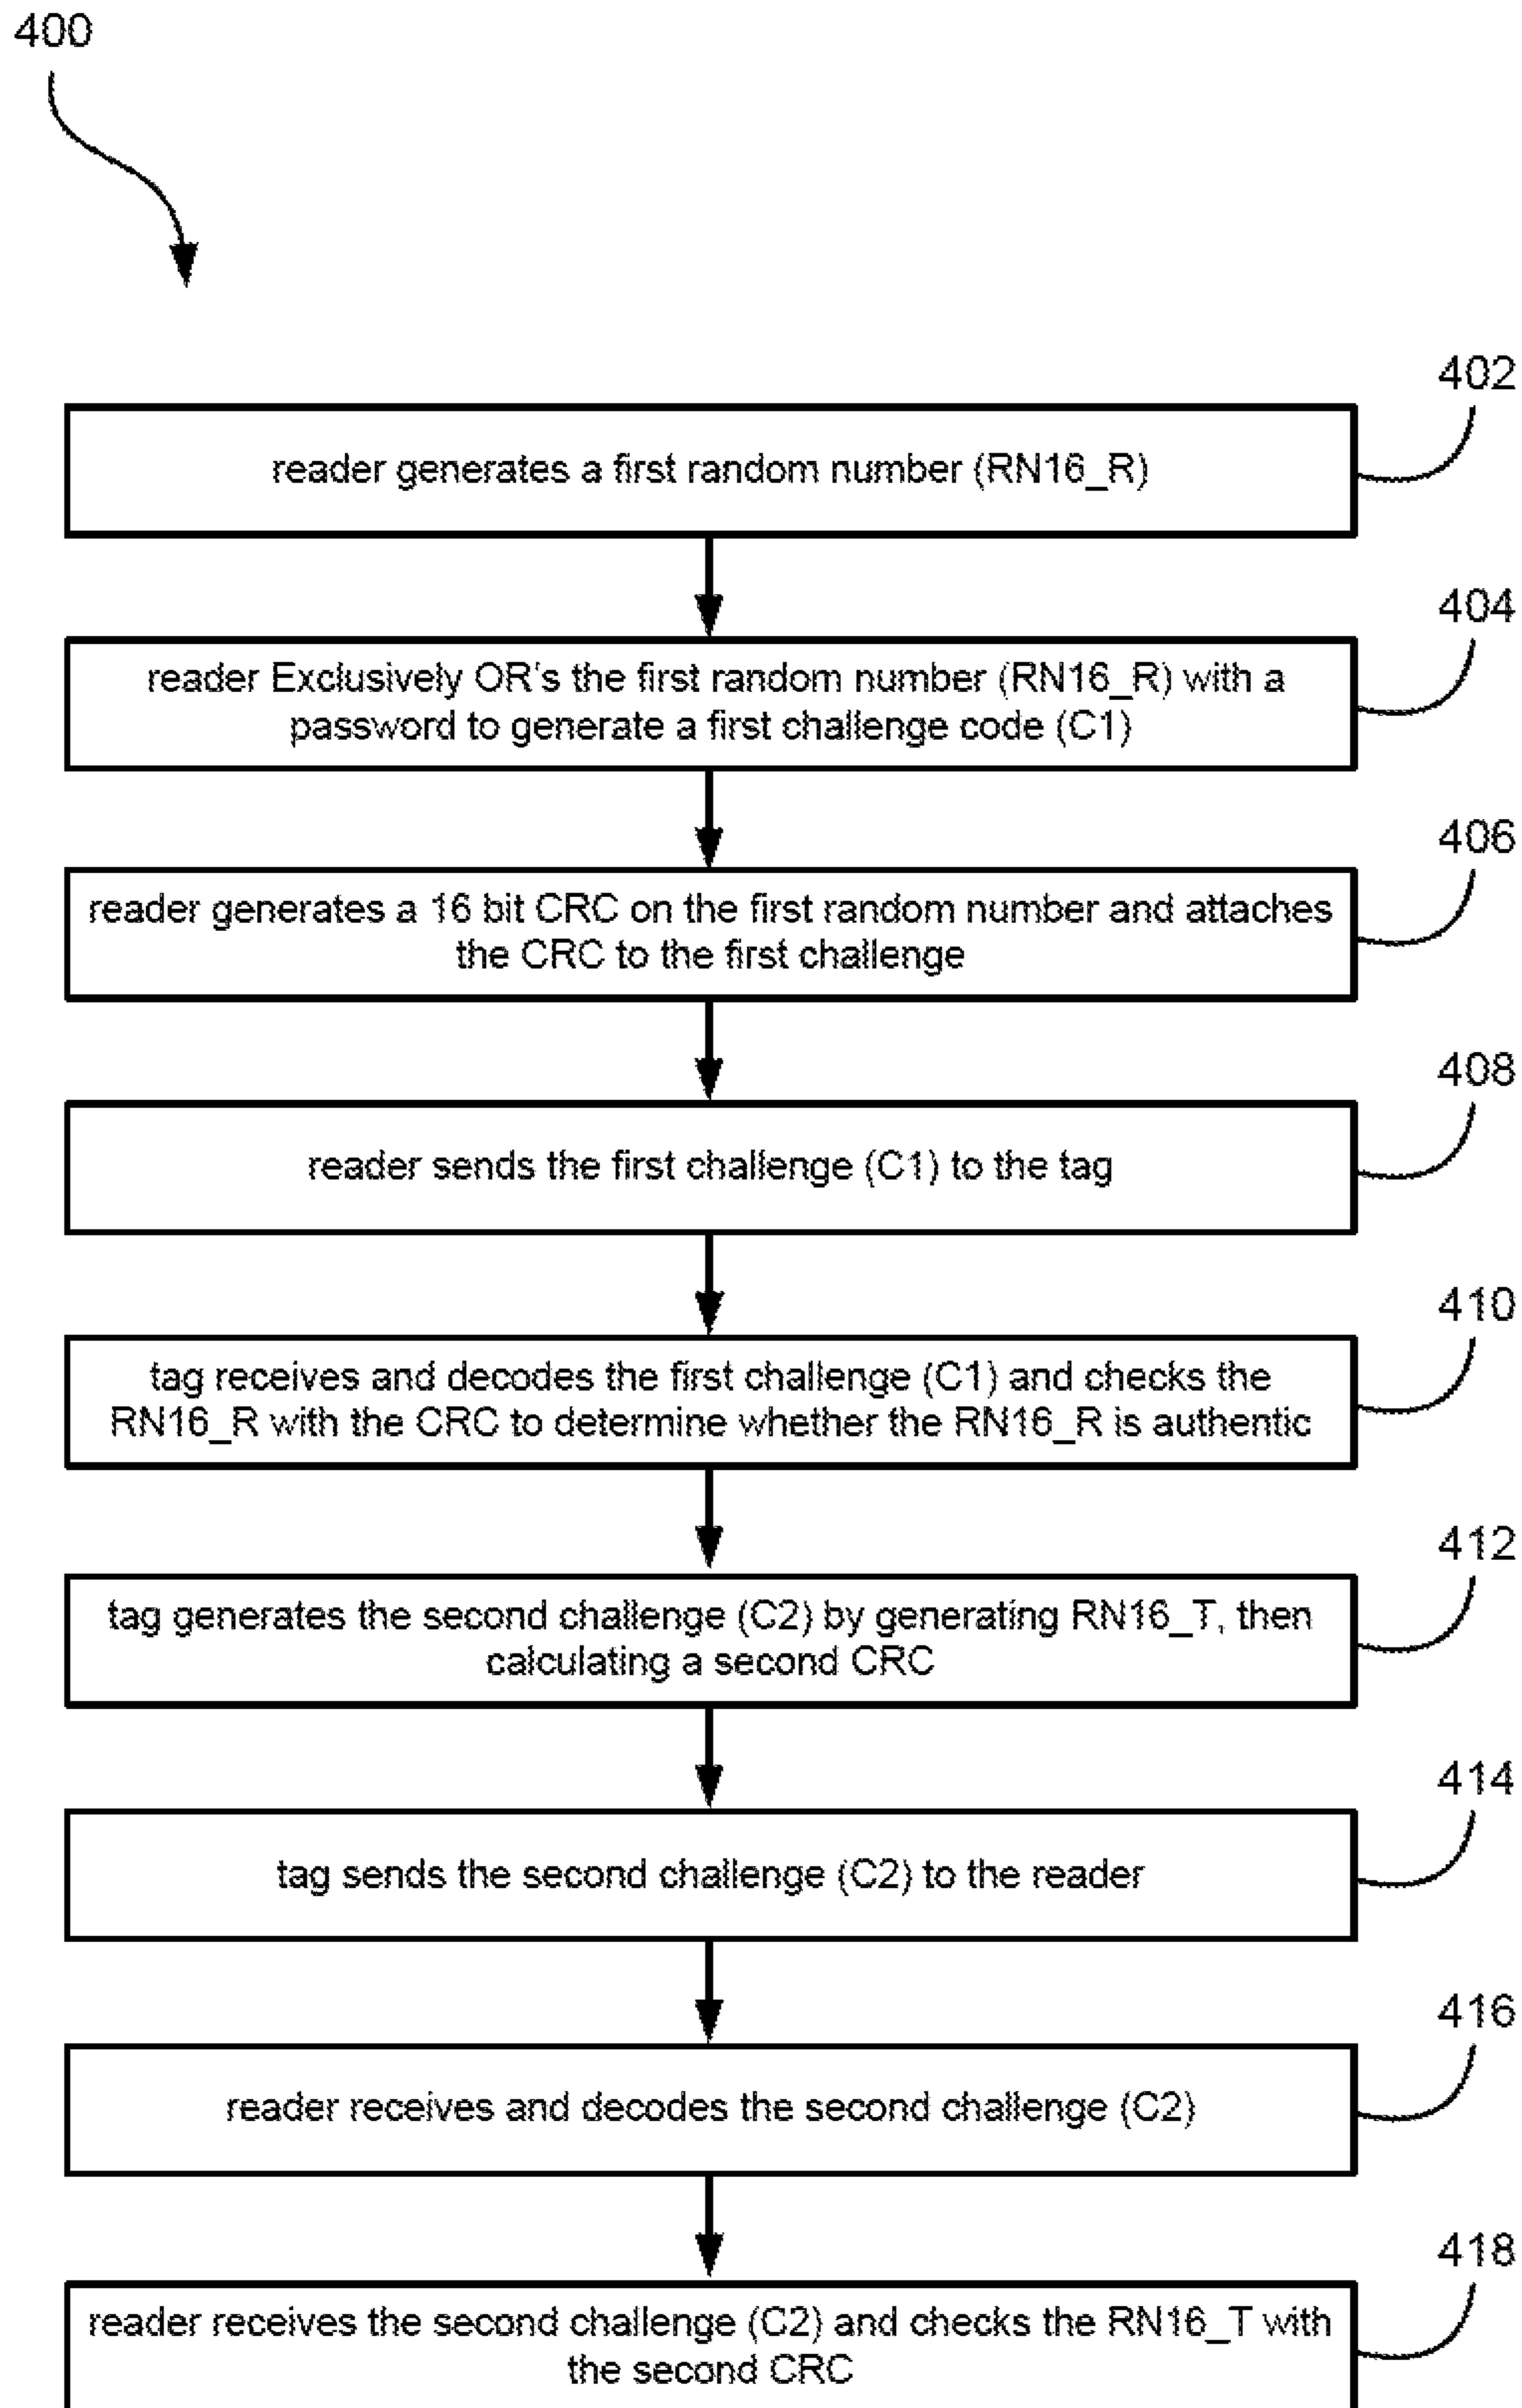 400
402
reader generates a first random number (RN16_R)
404
reader Exclusively OR's the first random number (RN16_R) with a
password to generate a first challenge code (C1)
406
reader generates a 16 bit CRC on the first random number and attaches
the CRC to the first challenge
408
reader sends the first challenge (C1) to the tag
410
tag receives and decodes the first challenge (C1) and checks the
RN16_R with the CRC to determine whether the RN16_R is authentic
412
tag generates the second challenge (C2) by generating RN16_T, then
calculating a second CRC
414
tag sends the second challenge (C2) to the reader
416
reader receives and decodes the second challenge (C2)
418
reader receives the second challenge (C2) and checks the RN16_T with
the second CRC